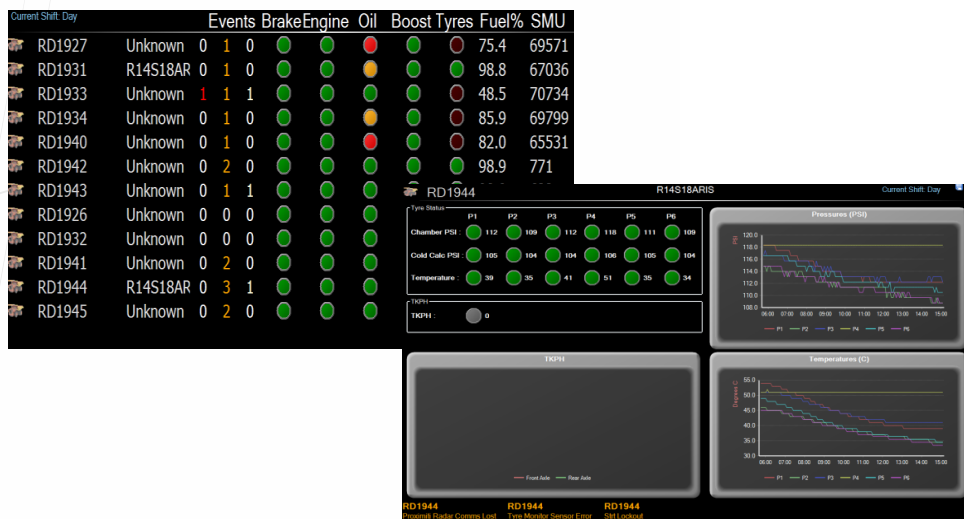 Current Shift: Day
Events Brake Engine Oil Boost Tyres Fuel% SMU
RD1927 Unknown 0 1 0 75.4 69571
RD1931 R14S18AR 0 1 0 98.8 67036
RD1933 Unknown 1 1 1 48.5 70734
RD1934 Unknown 0 1 0 85.9 69799
RD1940 Unknown 0 1 0 82.0 65531
RD1942 Unknown 0 2 0 98.9 771
RD1943 Unknown 0 1 1
RD1926 Unknown 0 0 0
RD1932 Unknown 0 0 0
RD1941 Unknown 0 2 0
RD1944 R14S18AR 0 3 1
RD1945 Unknown 0 2 0
RD1944 R14S18ARIS Current Shift: Day
Tyre Status
P1 P2 P3 P4 P5 P6
Chamber PSI : 112 109 112 118 111 109
Cold Calc PSI : 105 104 104 106 105 104
Temperature : 39 35 41 51 35 34
TKPH
TKPH : 0
Pressures (PSI)
PSI
120.0
118.0
116.0
114.0
112.0
110.0
108.0
06:00 07:00 08:00 09:00 10:00 11:00 12:00 13:00 14:00 15:00
P1 P2 P3 P4 P5 P6
TKPH
Front Axle Rear Axle
Temperatures (C)
Degrees C
55.0
50.0
45.0
40.0
35.0
30.0
06:00 07:00 08:00 09:00 10:00 11:00 12:00 13:00 14:00 15:00
P1 P2 P3 P4 P5 P6
RD1944 RD1944 RD1944
Proximiti Radar Comms Lost Tyre Monitor Sensor Error Strt Lockout